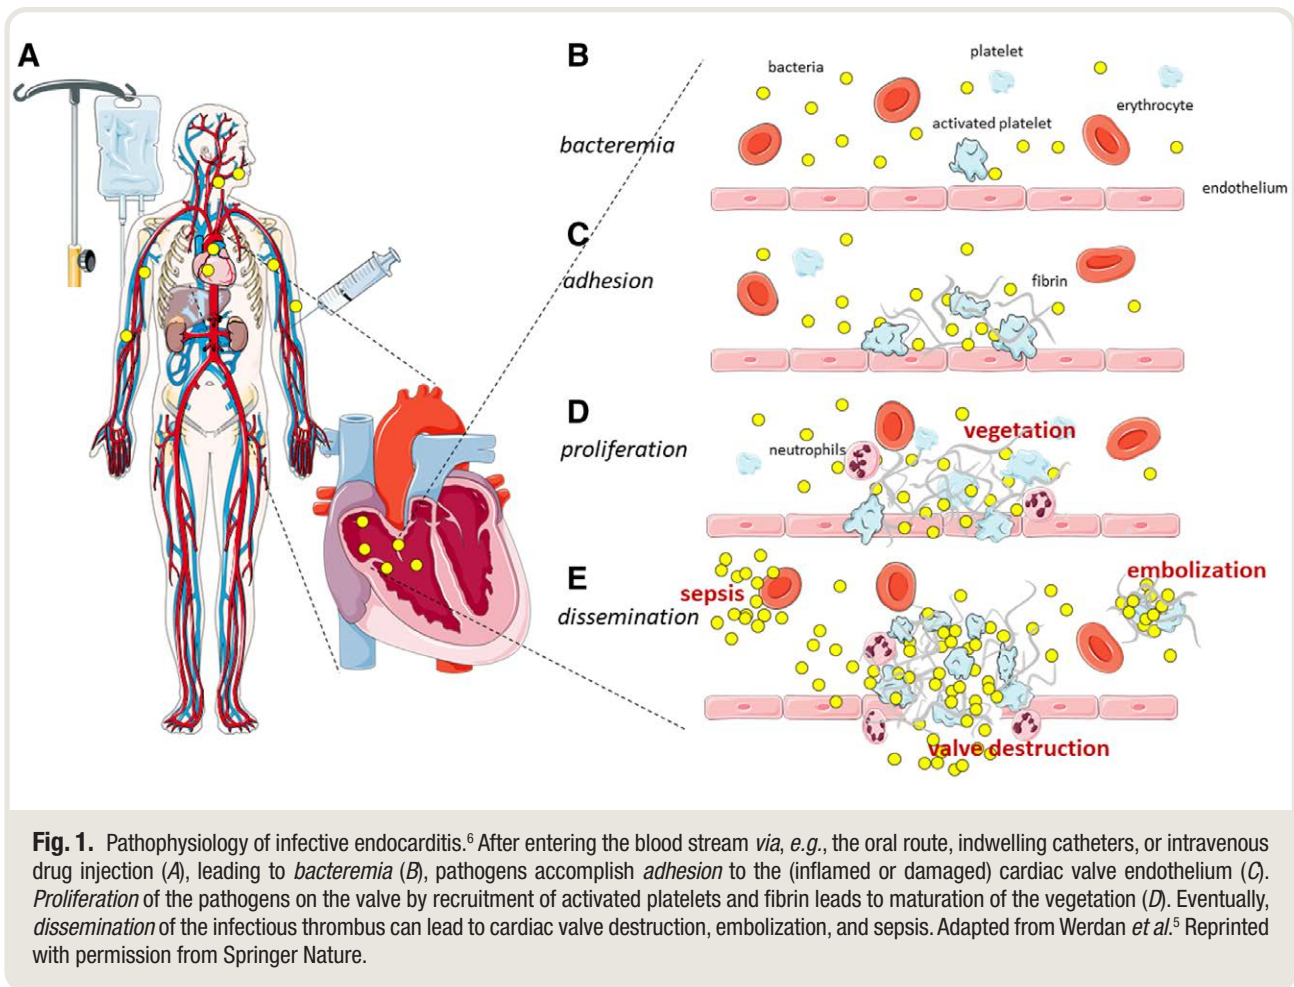 A
B
platelet
bacteria
erythrocyte
activated platelet
bacteremia
endothelium
C
adhesion
fibrin
D
vegetation
proliferation
neutrophils
E
embolization
sepsis
dissemination
valve destruction
Fig. 1. Pathophysiology of infective endocarditis.⁶ After entering the blood stream via, e.g., the oral route, indwelling catheters, or intravenous
drug injection (A), leading to bacteremia (B), pathogens accomplish adhesion to the (inflamed or damaged) cardiac valve endothelium (C).
Proliferation of the pathogens on the valve by recruitment of activated platelets and fibrin leads to maturation of the vegetation (D). Eventually,
dissemination of the infectious thrombus can lead to cardiac valve destruction, embolization, and sepsis. Adapted from Werdan et al.⁵ Reprinted
with permission from Springer Nature.